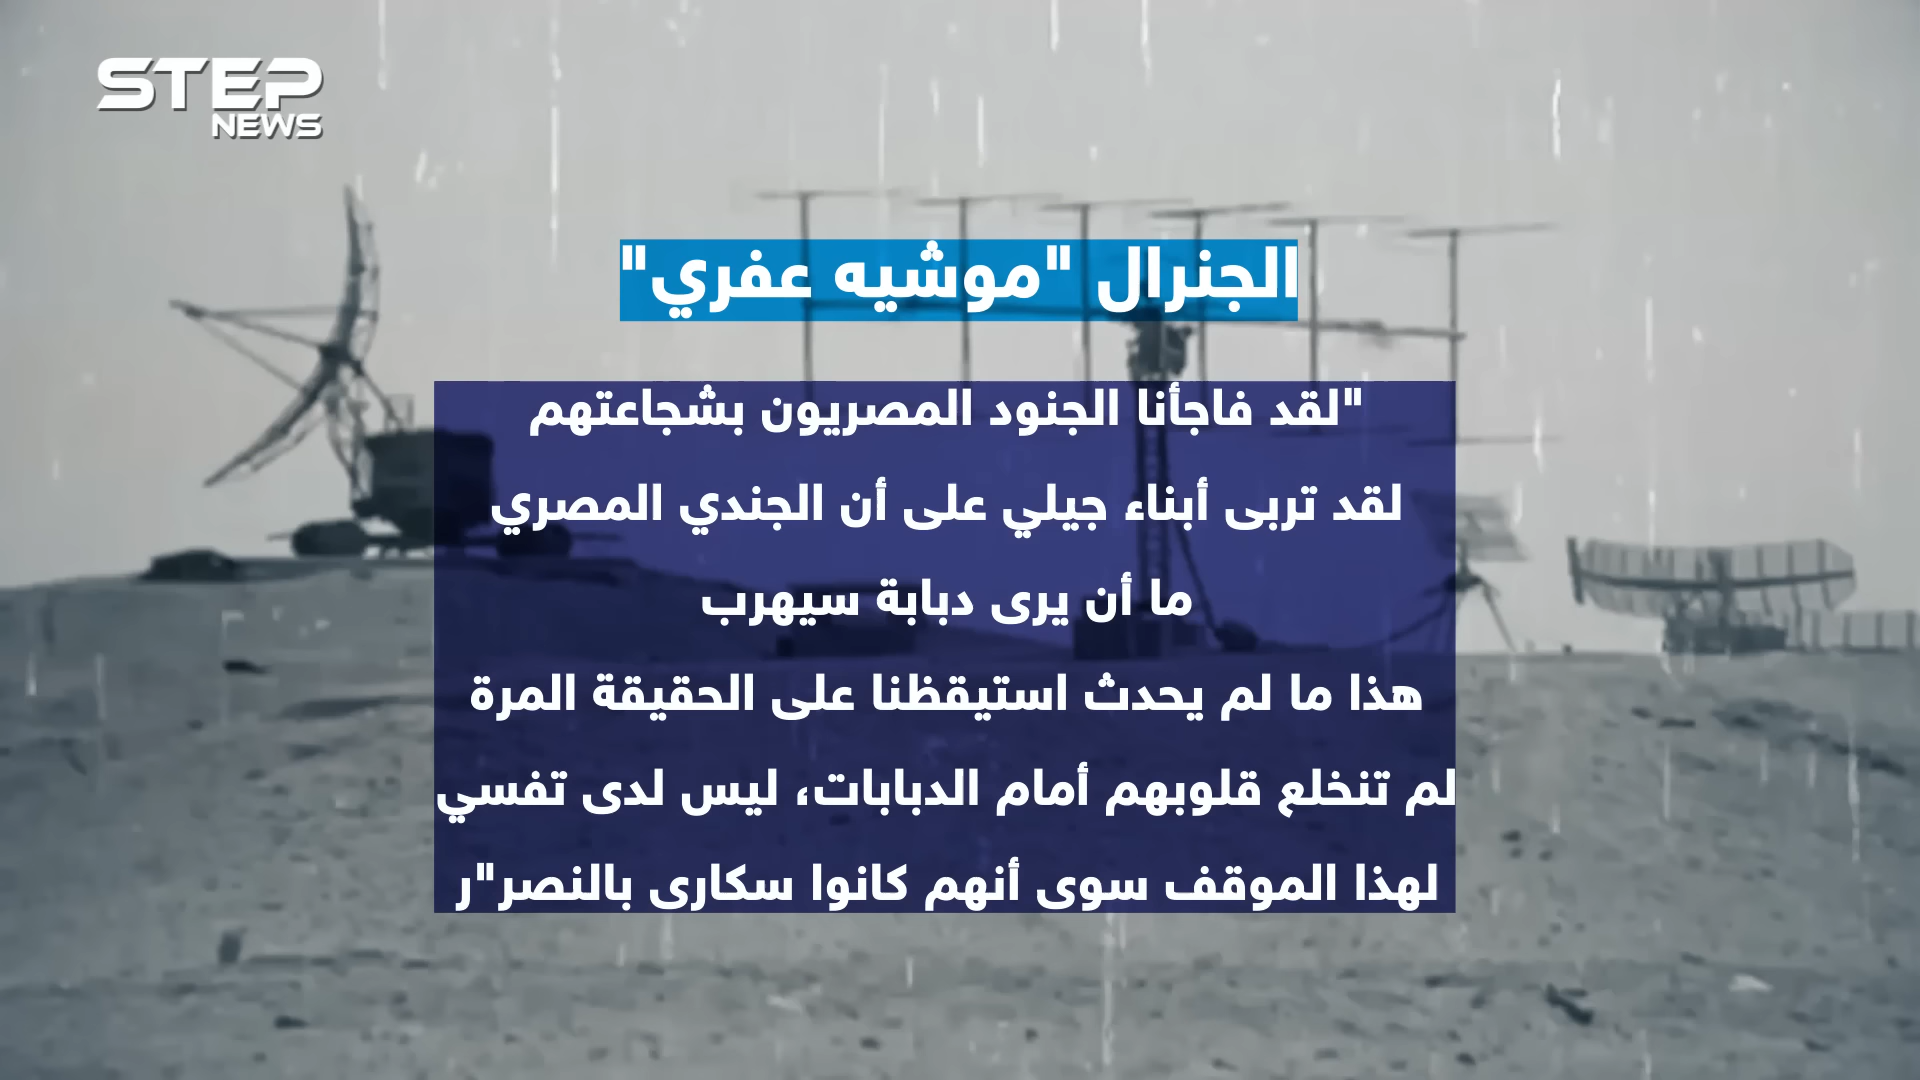 STEP
NEWS
الجنرال "موشيه عفري"
"لقد فاجأنا الجنود المصريون بشجاعتهم
لقد تربى أبناء جيلي على أن الجندي المصري
ما أن يرى دبابة سيهرب
هذا ما لم يحدث استيقظنا على الحقيقة المرة
لم تنخلع قلوبهم أمام الدبابات، ليس لدى تفسي
لهذا الموقف سوى أنهم كانوا سكارى بالنصر"ر